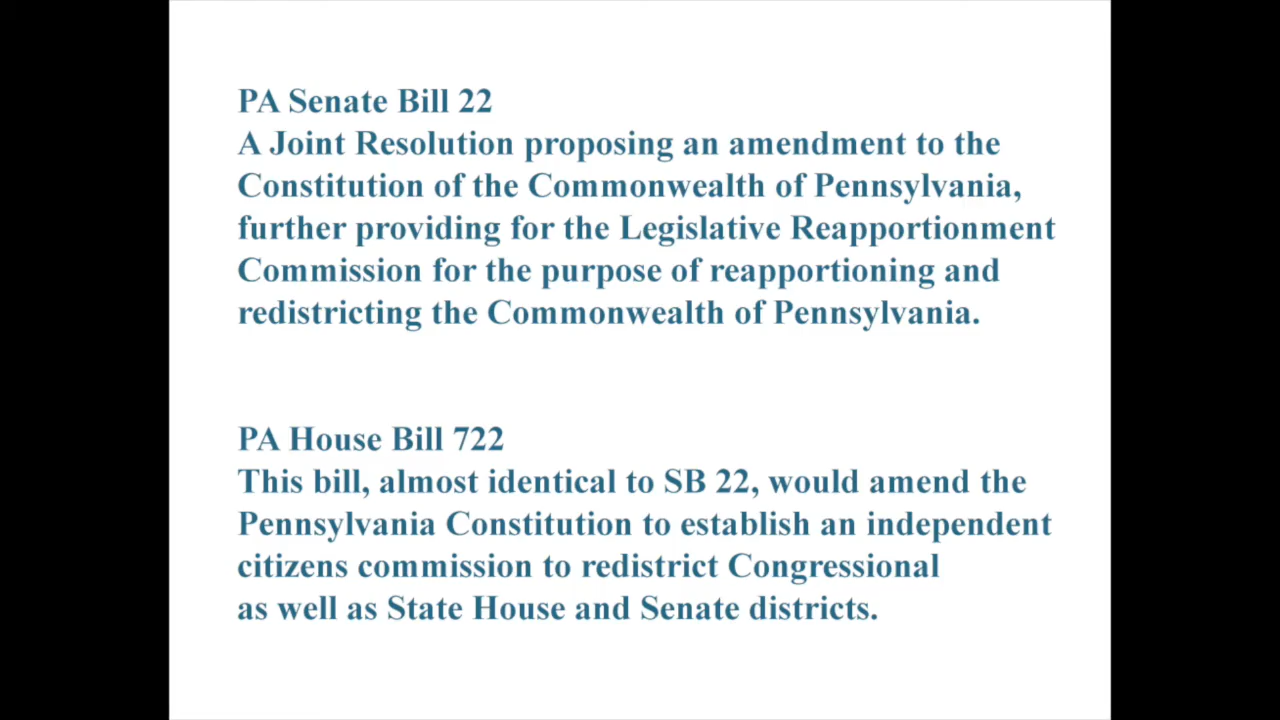 PA Senate Bill 22
A Joint Resolution proposing an amendment to the
Constitution of the Commonwealth of Pennsylvania,
further providing for the Legislative Reapportionment
Commission for the purpose of reapportioning and
redistricting the Commonwealth of Pennsylvania.
PA House Bill 722
This bill, almost identical to SB 22, would amend the
Pennsylvania Constitution to establish an independent
citizens commission to redistrict Congressional
as well as State House and Senate districts.